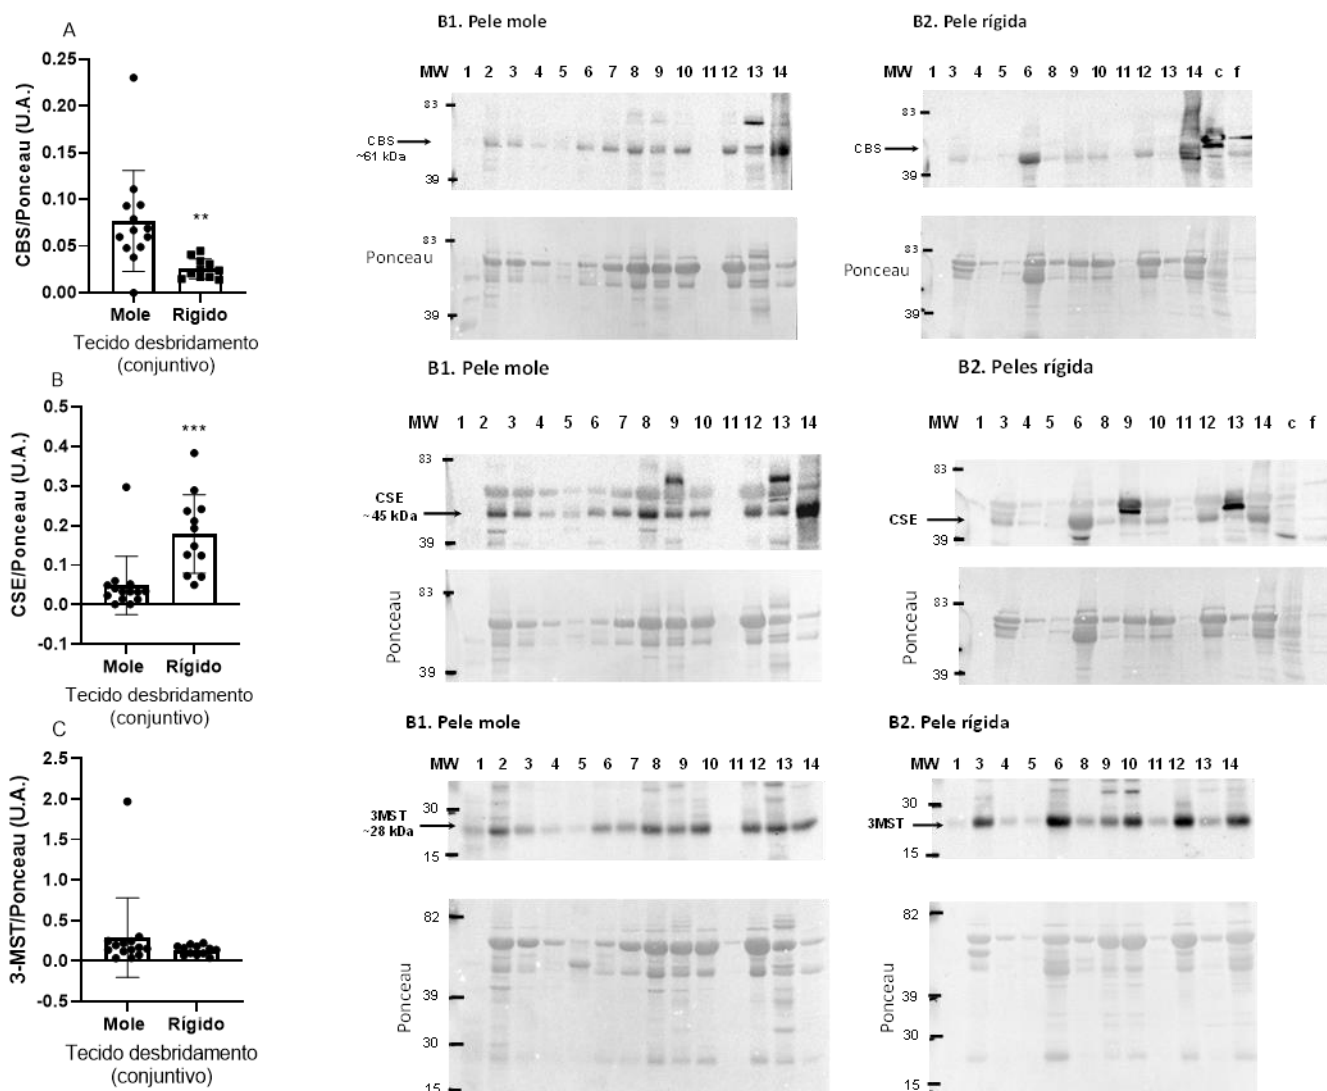 A
0.25
0.20
0.15
0.10
0.05
0.00
CBS/Ponceau (U.A.)
**
Mole Rígido
Tecido desbridamento
(conjuntivo)
B1. Pele mole
MW 1 2 3 4 5 6 7 8 9 10 11 12 13 14
83
CBS
~61 kDa
39
83
Ponceau
39
B2. Pele rígida
MW 1 3 4 5 6 8 9 10 11 12 13 14 c f
83
CBS
39
83
Ponceau
39
B
0.5
0.4
0.3
0.2
0.1
0.0
-0.1
CSE/Ponceau (U.A.)
***
Mole Rígido
Tecido desbridamento
(conjuntivo)
B1. Pele mole
MW 1 2 3 4 5 6 7 8 9 10 11 12 13 14
83
CSE
~45 kDa
39
83
Ponceau
39
B2. Peles rígida
MW 1 3 4 5 6 8 9 10 11 12 13 14 c f
83
CSE
39
83
Ponceau
39
C
2.5
2.0
1.5
1.0
0.5
0.0
-0.5
3-MST/Ponceau (U.A.)
Mole Rígido
Tecido desbridamento
(conjuntivo)
B1. Pele mole
MW 1 2 3 4 5 6 7 8 9 10 11 12 13 14
30
3MST
~28 kDa
15
82
39
Ponceau
30
15
B2. Pele rígida
MW 1 3 4 5 6 8 9 10 11 12 13 14
30
3MST
15
82
39
Ponceau
30
15